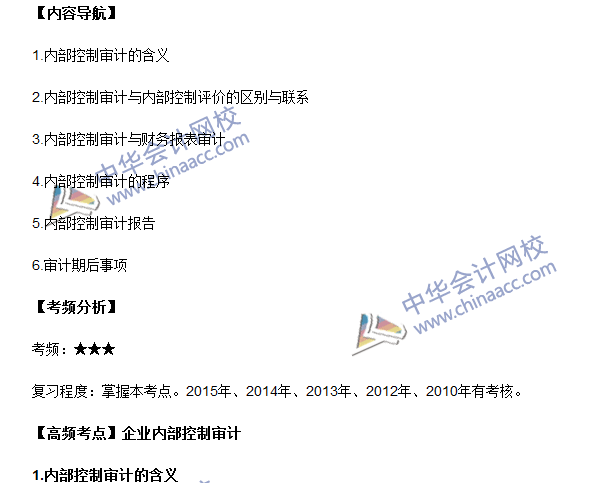 【内容导航】
1.内部控制审计的含义
2.内部控制审计与内部控制评价的区别与联系
3.内部控制审计与财务报表审计
4.内部控制审计的程序
5.内部控制审计报告
6.审计期后事项
【考频分析】
考频：★★★
复习程度：掌握本考点。2015年、2014年、2013年、2012年、2010年有考核。
【高频考点】企业内部控制审计
1.内部控制审计的含义
中华会计网校
www.chinaacc.com
中华会计网校
www.chinaacc.com